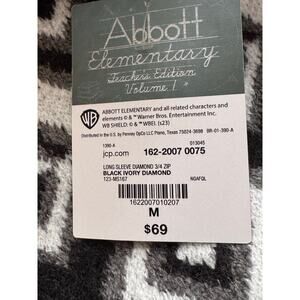 Abbott
Elementary
Teacher's Edition
Volume 1
WB
ABBOTT ELEMENTARY and all related characters and
elements © & ™ Warner Bros. Entertainment Inc.
WB SHIELD: © & ™ WBEI. (s23)
Distributed in the U.S. by Penney OpCo LLC Plano, Texas 75024-3698 BR-01-390-A
1390-A 013045
jcp.com 162-2007 0075
LONG SLEEVE DIAMOND 3/4 ZIP
BLACK IVORY DIAMOND
123-MS167 NGAFQL
1622007010207
M
$69